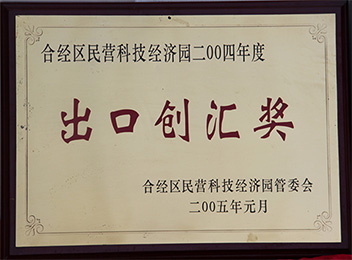 合经区民营科技经济园二00四年度
出口创汇奖
合经区民营科技经济园管委会
二00五年元月